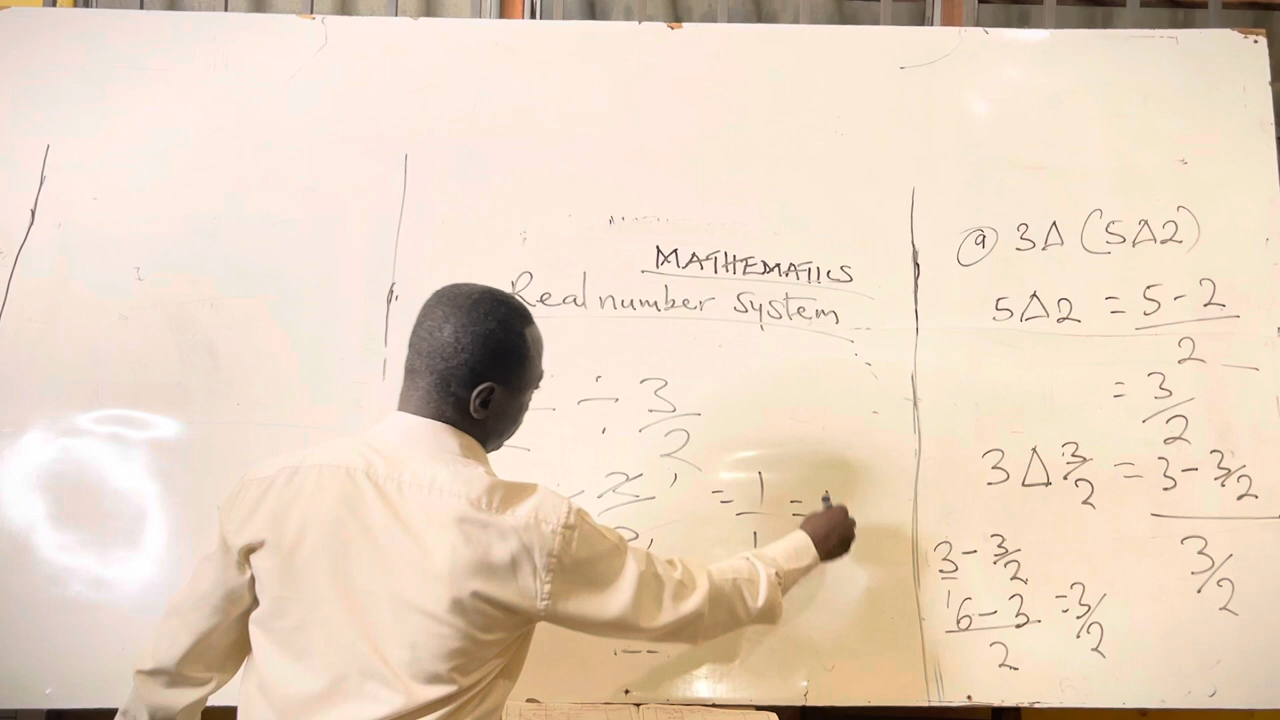 MATHEMATICS
Real number system
÷ 3/2
= 1/1 =
(a) 3Δ(5Δ2)
5Δ2 = 5-2
2
= 3/2
3Δ3/2 = 3-3/2
3/2
3 - 3/2
1
6-3 = 3/2
2